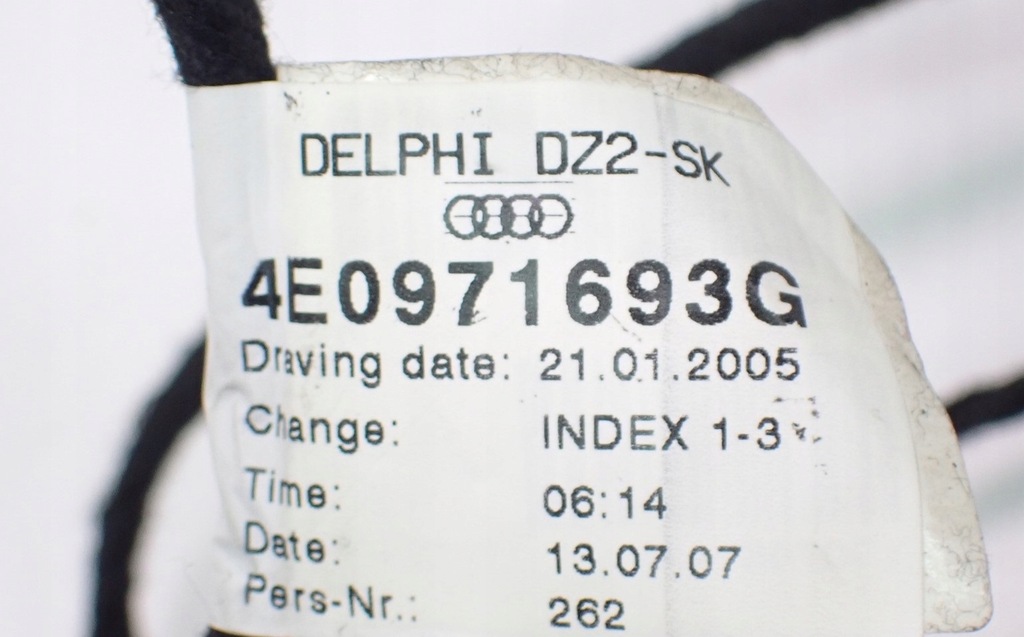 DELPHI DZ2-SK
4E0971693G
Draving date: 21.01.2005
Change: INDEX 1-3
Time: 06:14
Date: 13.07.07
Pers-Nr.: 262